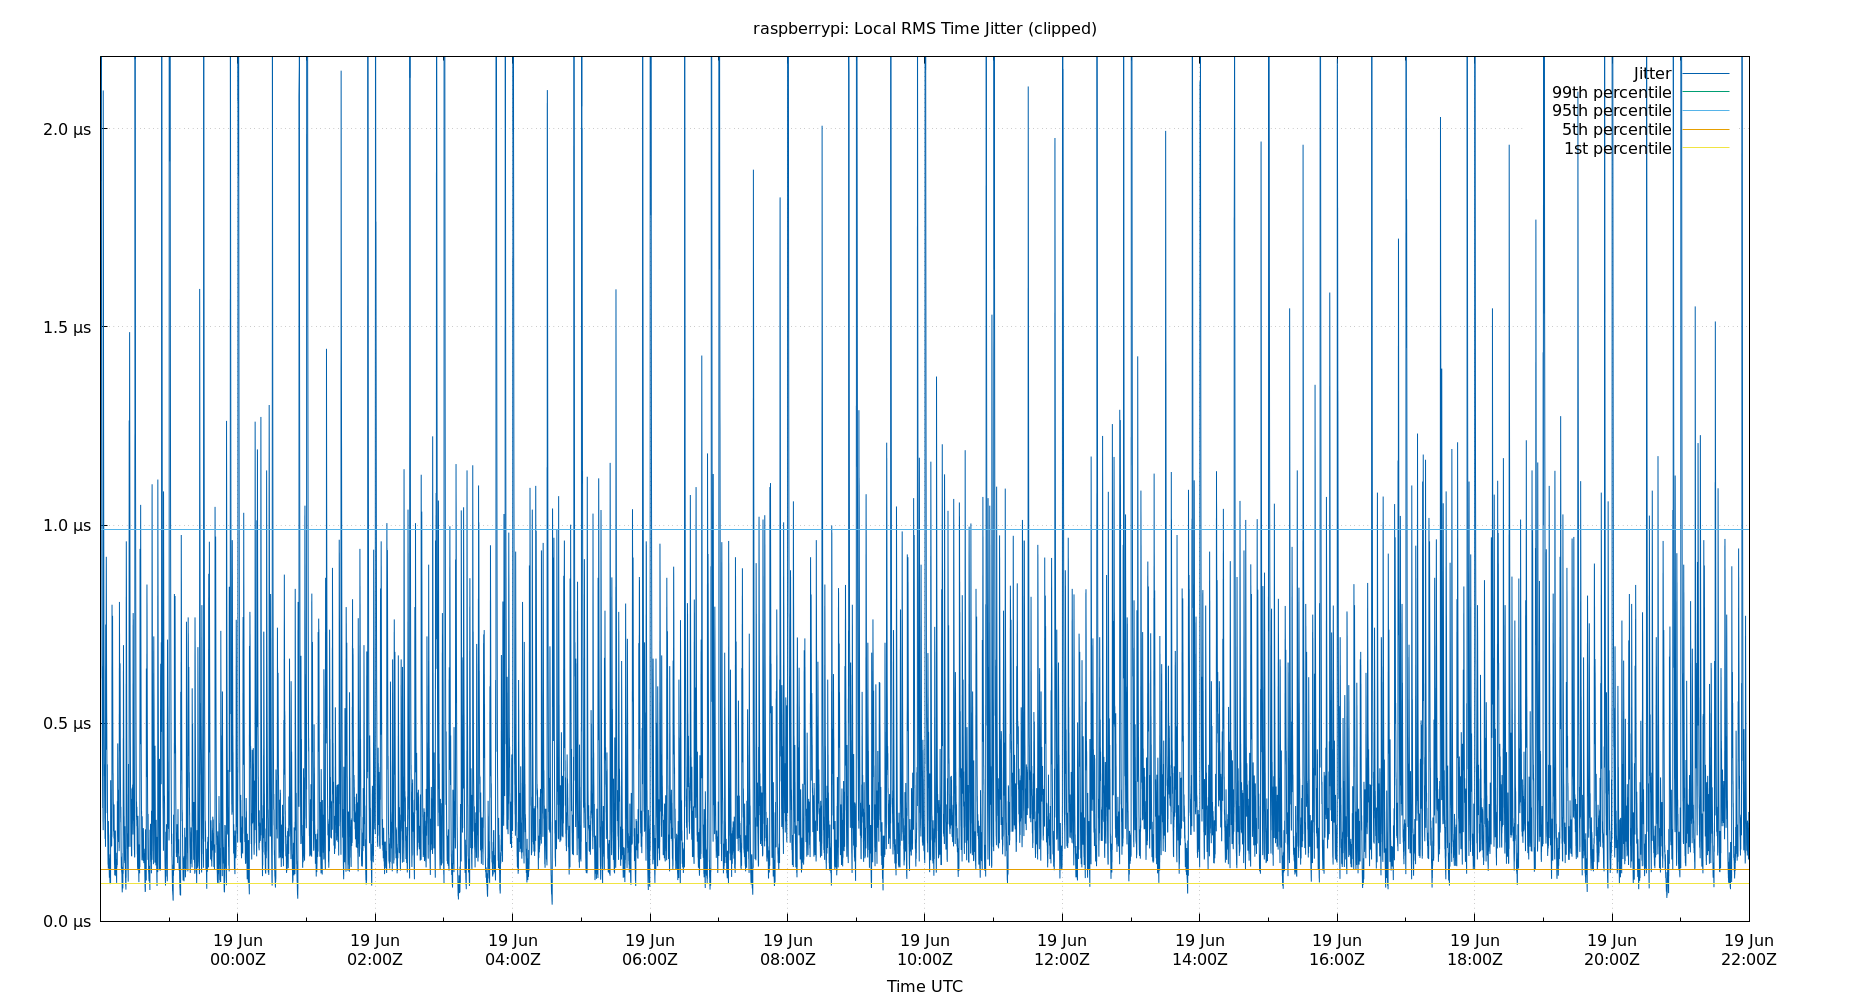 raspberrypi: Local RMS Time Jitter (clipped)
Jitter
99th percentile
95th percentile
5th percentile
1st percentile
2.0 µs
1.5 µs
1.0 µs
0.5 µs
0.0 µs
19 Jun 19 Jun 19 Jun 19 Jun 19 Jun 19 Jun 19 Jun 19 Jun 19 Jun 19 Jun 19 Jun 19 Jun
00:00Z 02:00Z 04:00Z 06:00Z 08:00Z 10:00Z 12:00Z 14:00Z 16:00Z 18:00Z 20:00Z 22:00Z
Time UTC